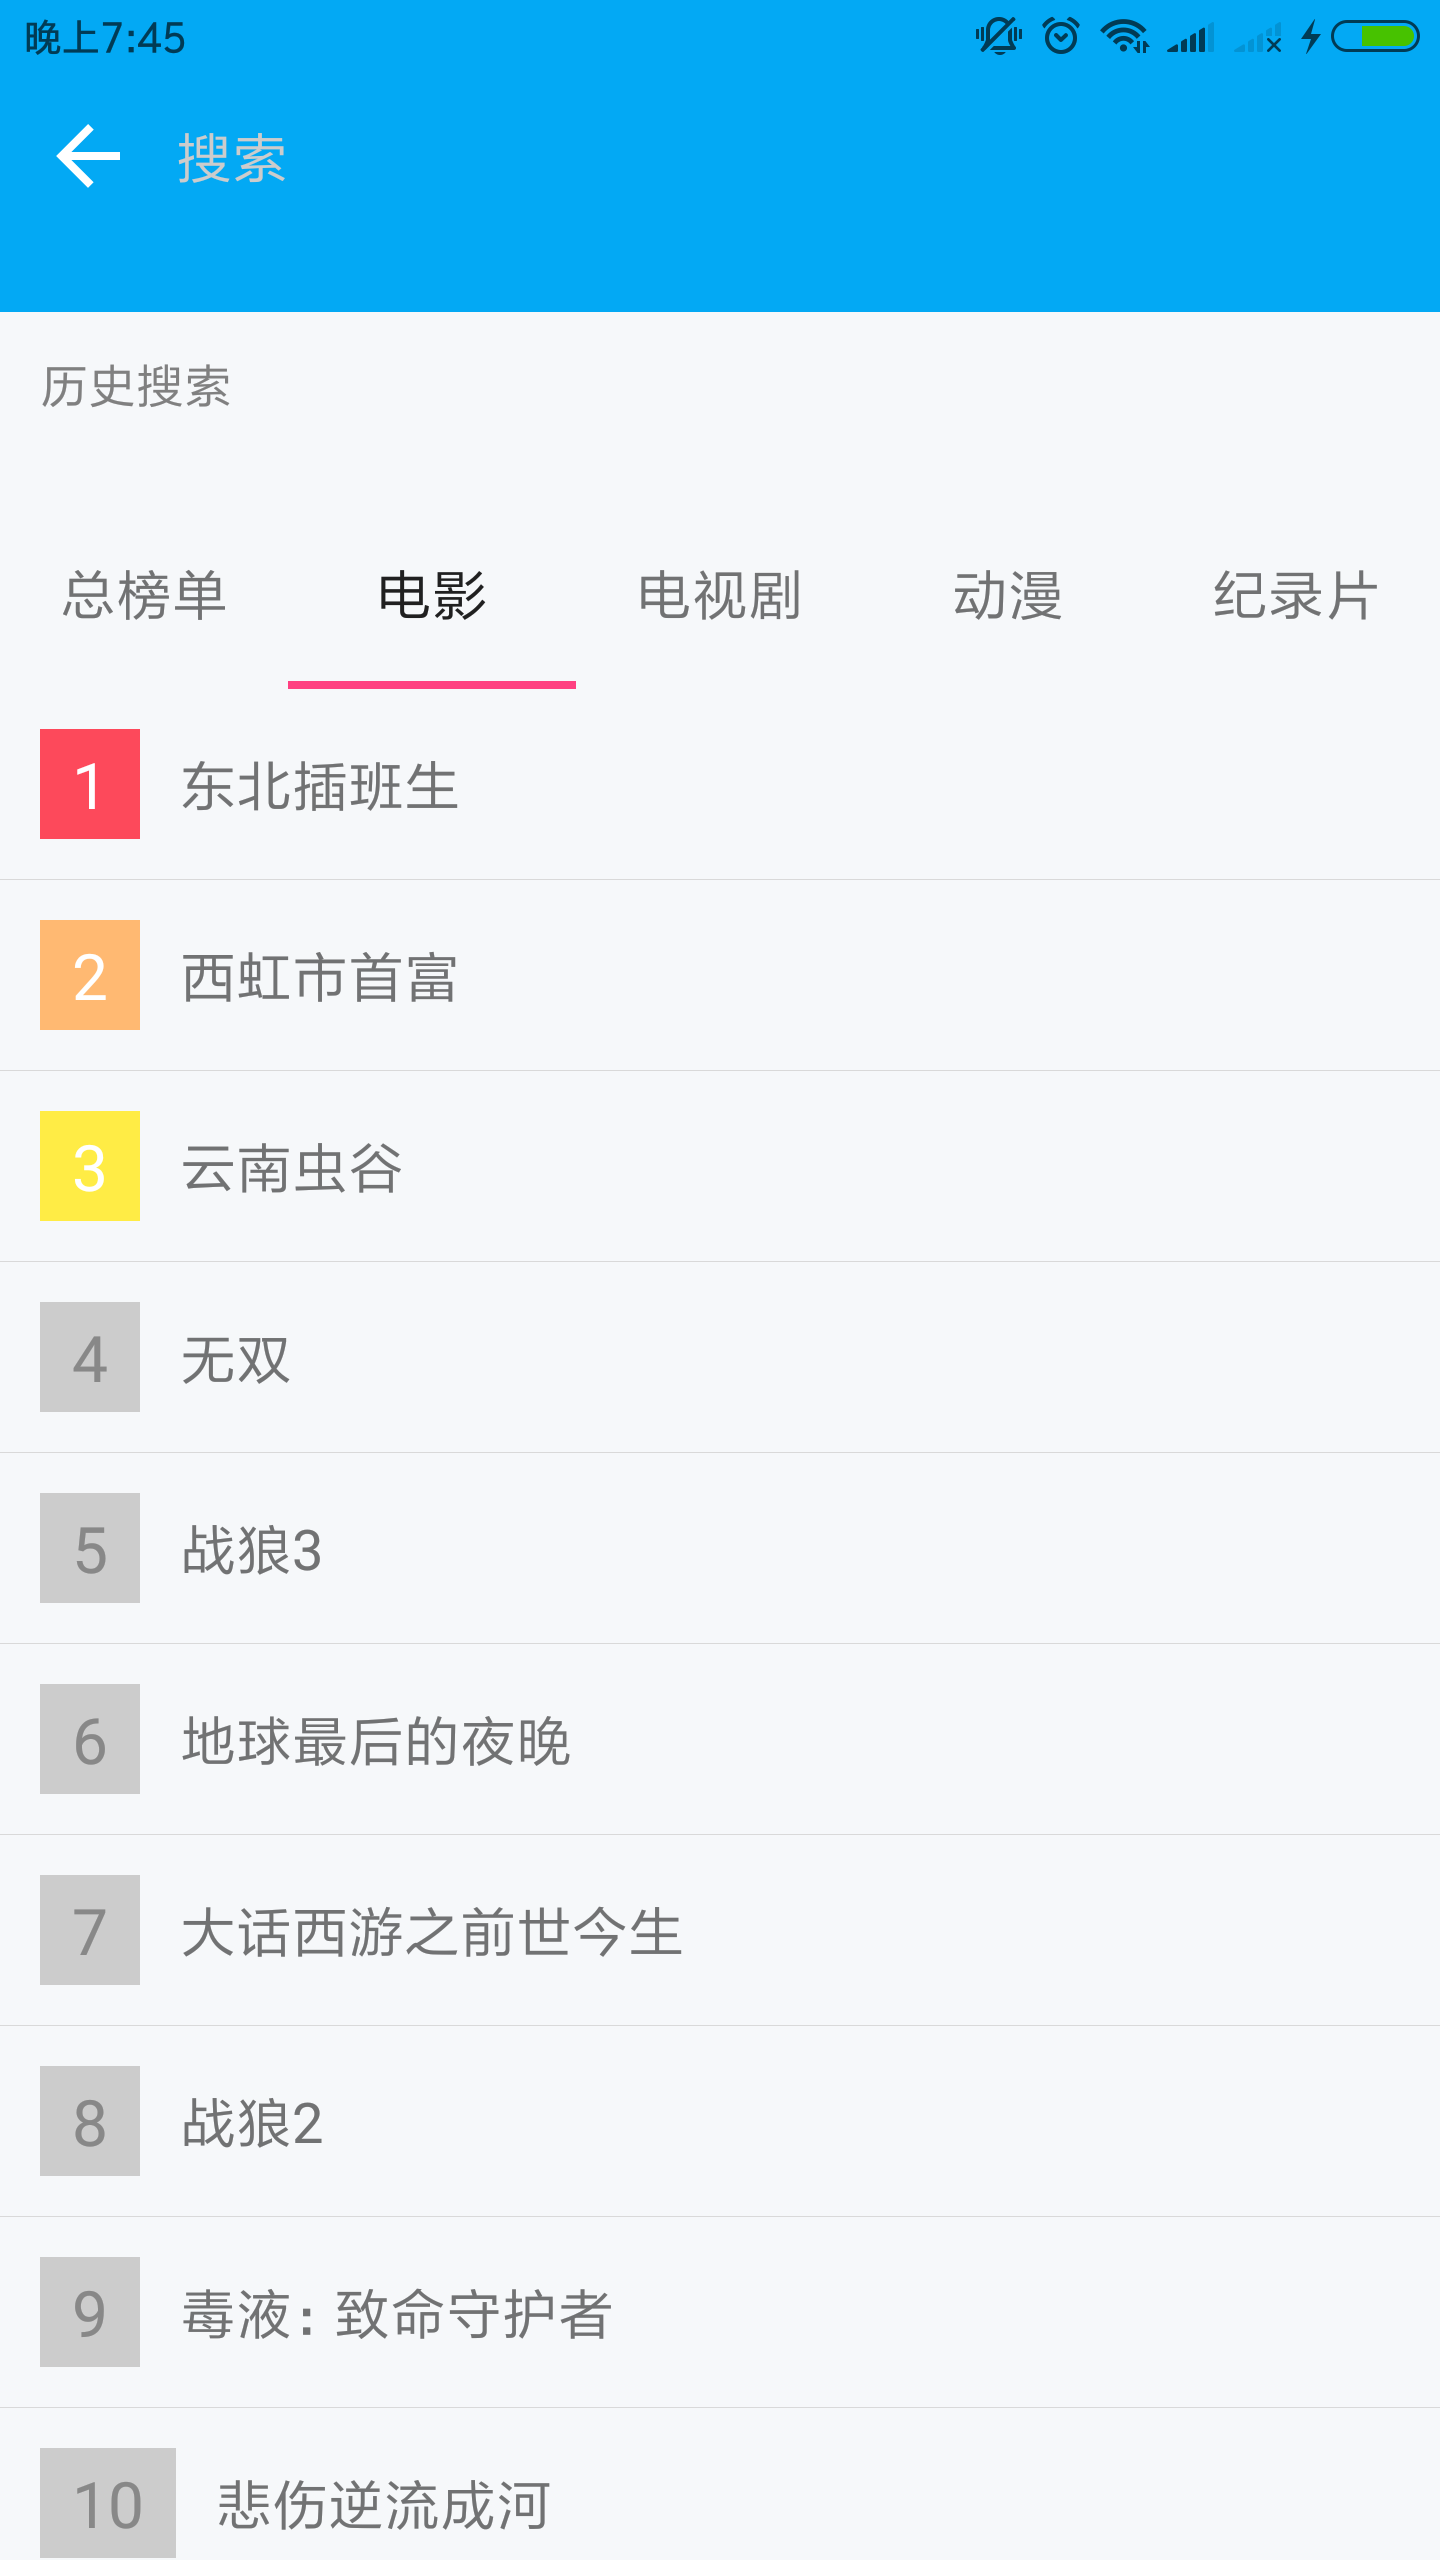 晚上7:45
搜索
历史搜索
总榜单 电影 电视剧 动漫 纪录片
1 东北插班生
2 西虹市首富
3 云南虫谷
4 无双
5 战狼3
6 地球最后的夜晚
7 大话西游之前世今生
8 战狼2
9 毒液：致命守护者
10 悲伤逆流成河